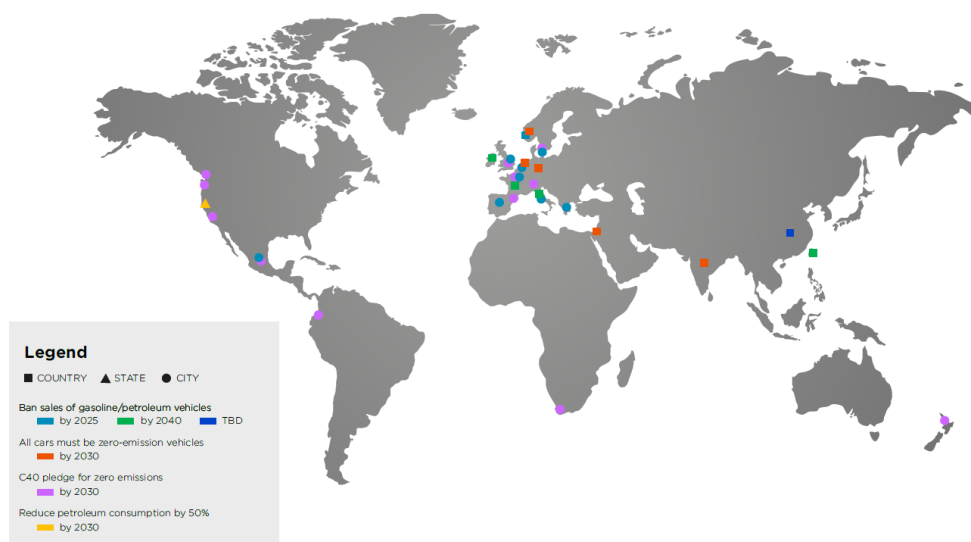 Legend
COUNTRY STATE CITY
Ban sales of gasoline/petroleum vehicles
by 2025 by 2040 TBD
All cars must be zero-emission vehicles
by 2030
C40 pledge for zero emissions
by 2030
Reduce petroleum consumption by 50%
by 2030